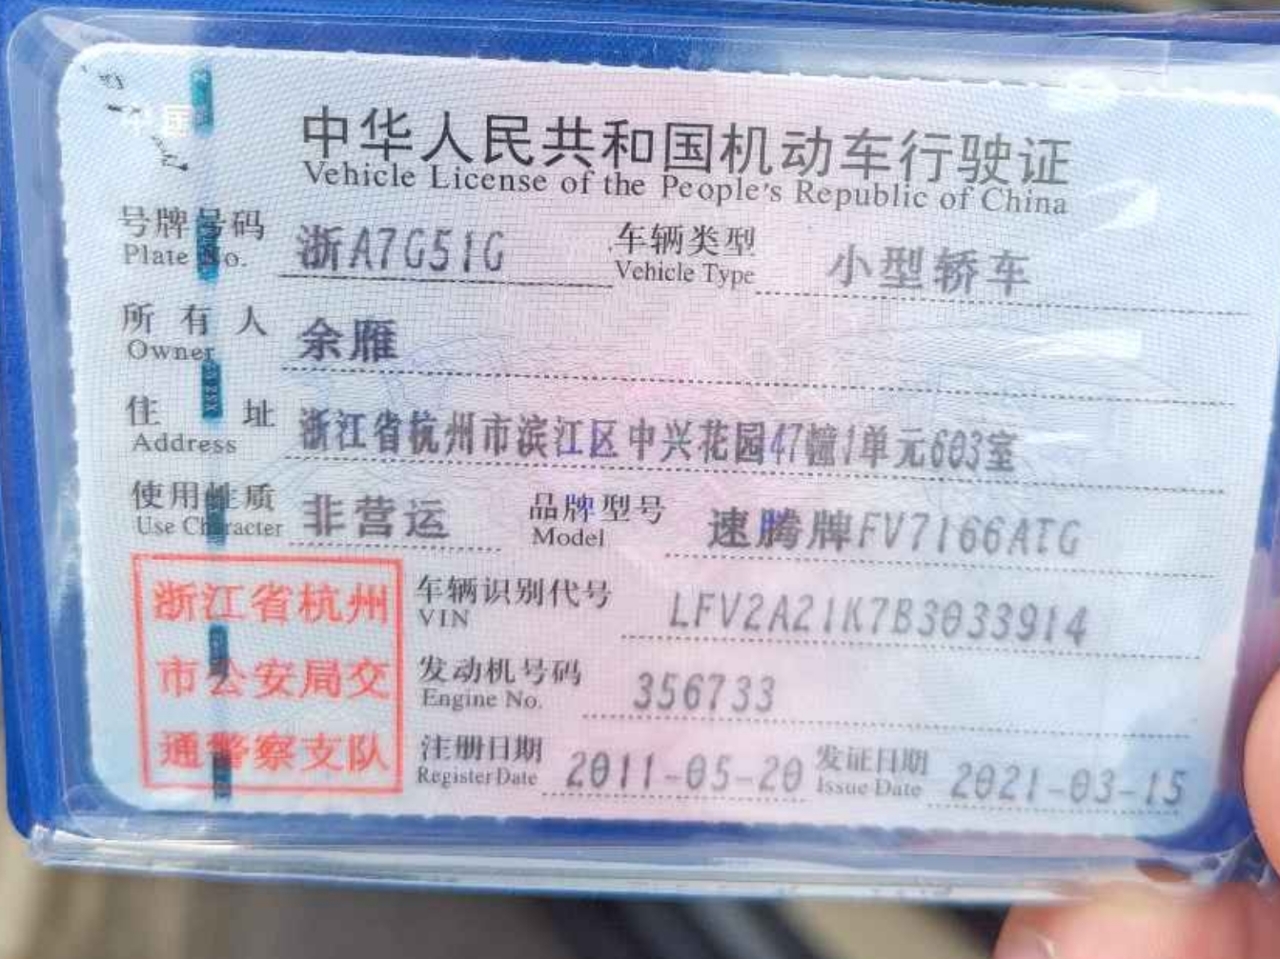 中华人民共和国机动车行驶证
Vehicle License of the People's Republic of China
号牌号码 浙A7G51G 车辆类型 小型轿车
Plate No. Vehicle Type
所有人 余雁
Owner
住址 浙江省杭州市滨江区中兴花园47幢1单元603室
Address
使用性质 非营运 品牌型号 速腾牌FV7166ATG
Use Character Model
浙江省杭州
市公安局交
通警察支队
车辆识别代号 LFV2A21K7B3033914
VIN
发动机号码 356733
Engine No.
注册日期 2011-05-20 发证日期 2021-03-15
Register Date Issue Date